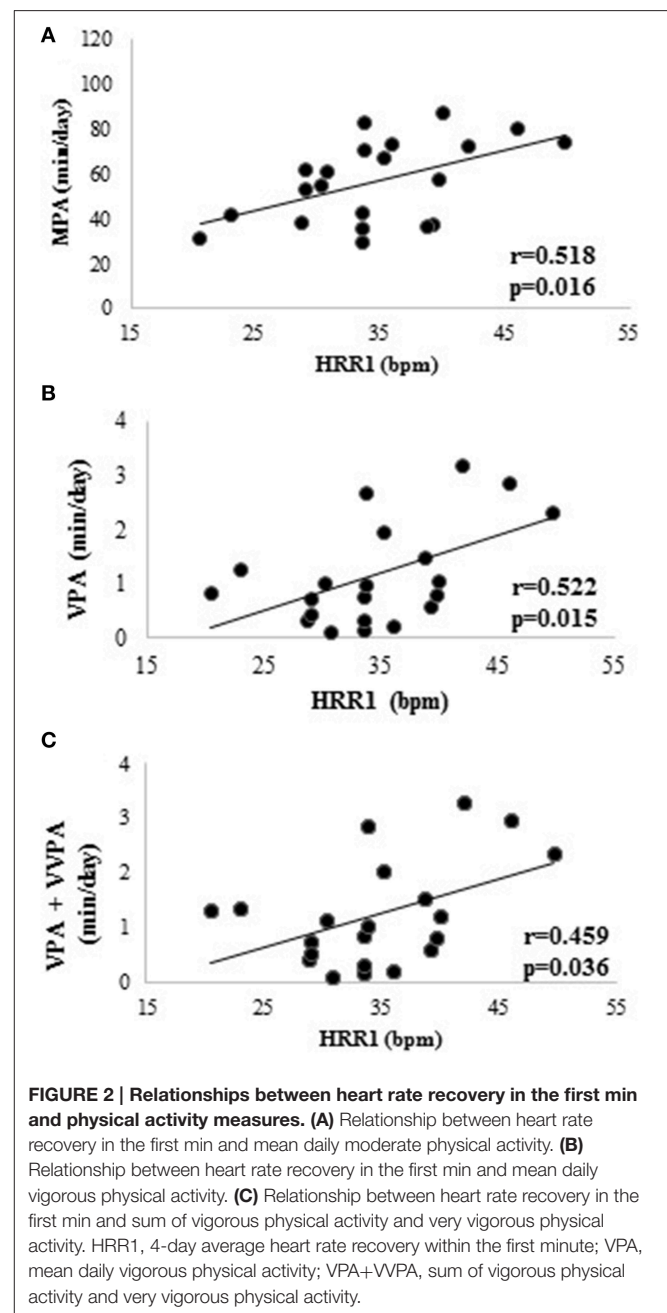 A
120
100
80
60
40
20
0
MPA (min/day)
15 25 35 45 55
HRR1 (bpm)
r=0.518
p=0.016
B
4
3
2
1
0
VPA (min/day)
15 25 35 45 55
HRR1 (bpm)
r=0.522
p=0.015
C
4
3
2
1
0
VPA + VVPA
(min/day)
15 25 35 45 55
HRR1 (bpm)
r=0.459
p=0.036
FIGURE 2 | Relationships between heart rate recovery in the first min
and physical activity measures. (A) Relationship between heart rate
recovery in the first min and mean daily moderate physical activity. (B)
Relationship between heart rate recovery in the first min and mean daily
vigorous physical activity. (C) Relationship between heart rate recovery in the
first min and sum of vigorous physical activity and very vigorous physical
activity. HRR1, 4-day average heart rate recovery within the first minute; VPA,
mean daily vigorous physical activity; VPA+VVPA, sum of vigorous physical
activity and very vigorous physical activity.